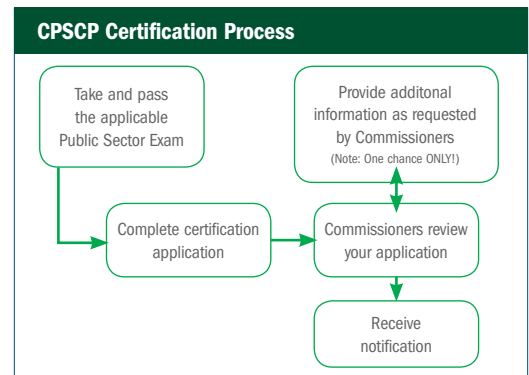 CPSCP Certification Process
Take and pass
the applicable
Public Sector Exam
Provide additonal
information as requested
by Commissioners
(Note: One chance ONLY!)
Complete certification
application
Commissioners review
your application
Receive
notification